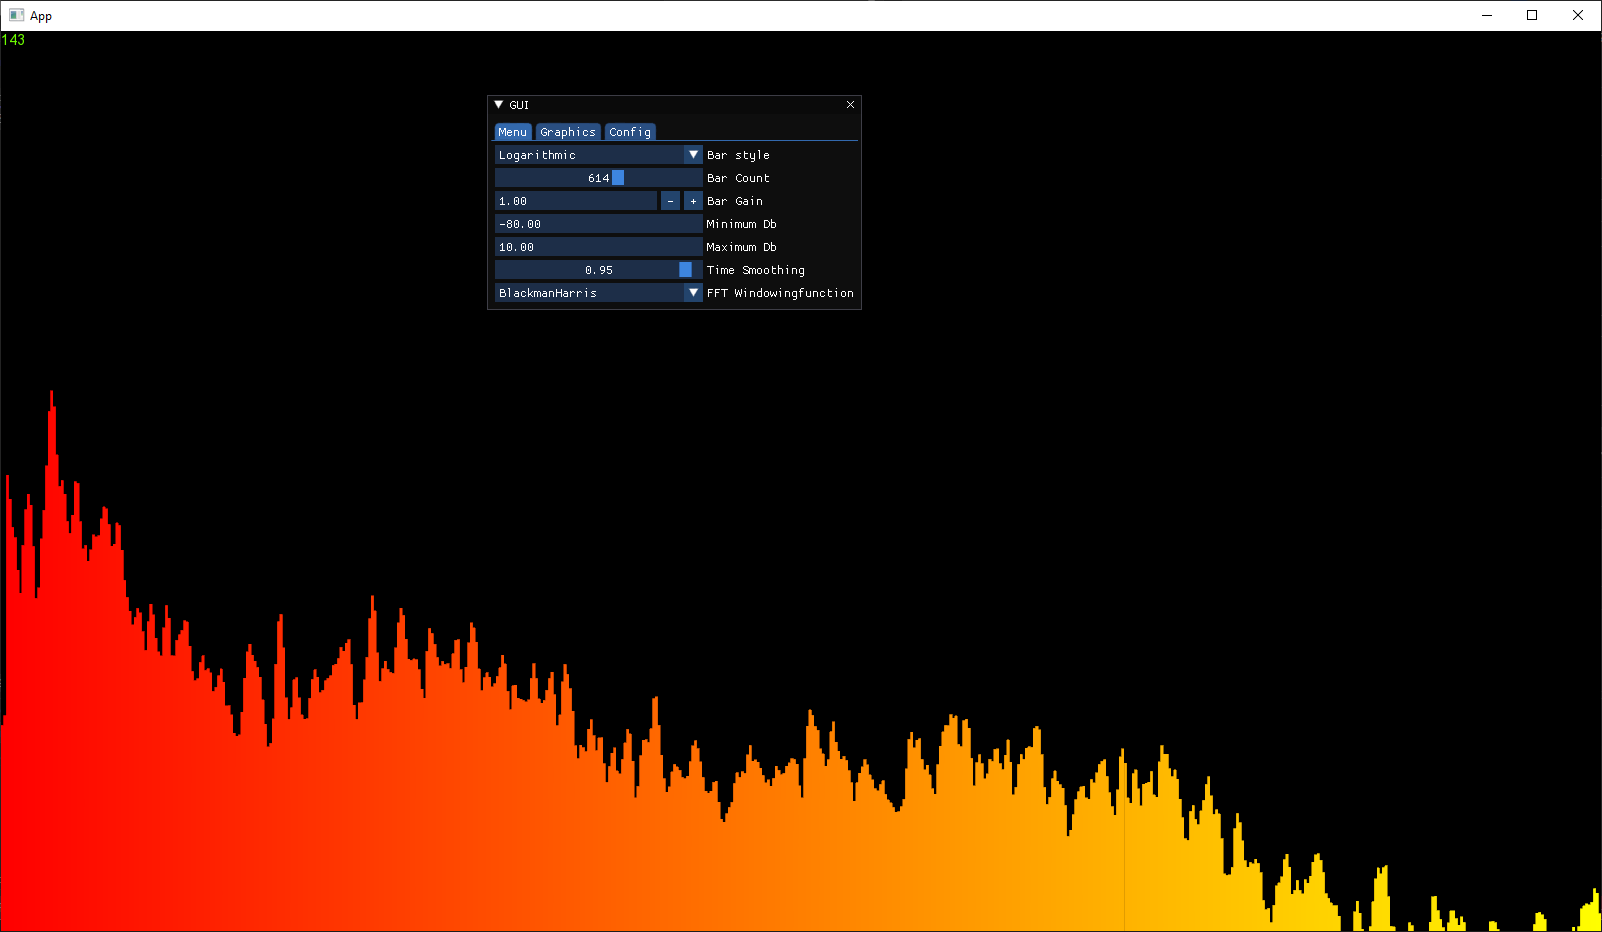 App
143
GUI
Menu Graphics Config
Logarithmic Bar style
614 Bar Count
1.00 - + Bar Gain
-80.00 Minimum Db
10.00 Maximum Db
0.95 Time Smoothing
BlackmanHarris FFT Windowingfunction